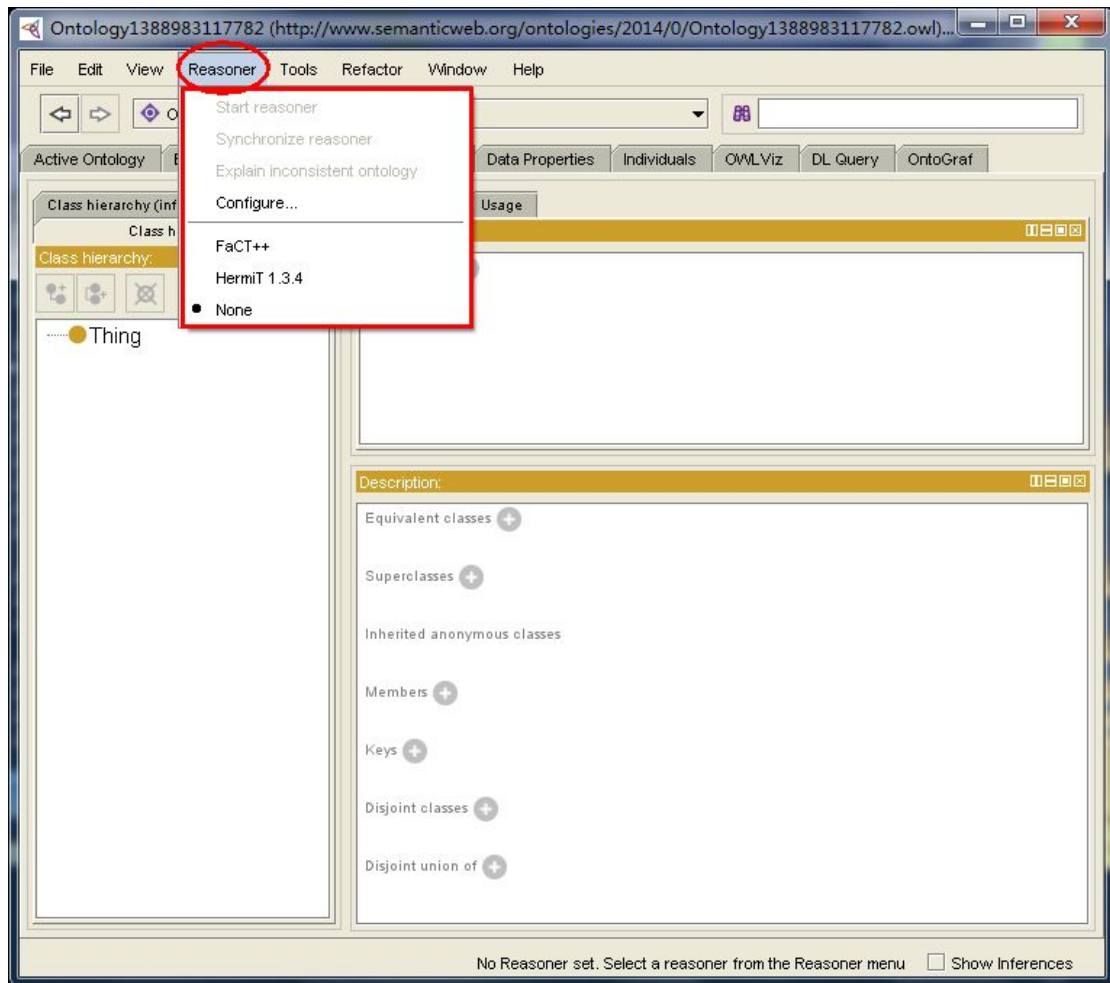 Ontology1388983117782 (http://www.semanticweb.org/ontologies/2014/0/Ontology1388983117782.owl)...
File Edit View Reasoner Tools Refactor Window Help
Start reasoner
Synchronize reasoner
Explain inconsistent ontology
Configure...
FaCT++
HermiT 1.3.4
None
Active Ontology Data Properties Individuals OWLViz DL Query OntoGraf
Class hierarchy (inf Usage
Class h
Class hierarchy:
Thing
Description:
Equivalent classes
Superclasses
Inherited anonymous classes
Members
Keys
Disjoint classes
Disjoint union of
No Reasoner set. Select a reasoner from the Reasoner menu Show Inferences